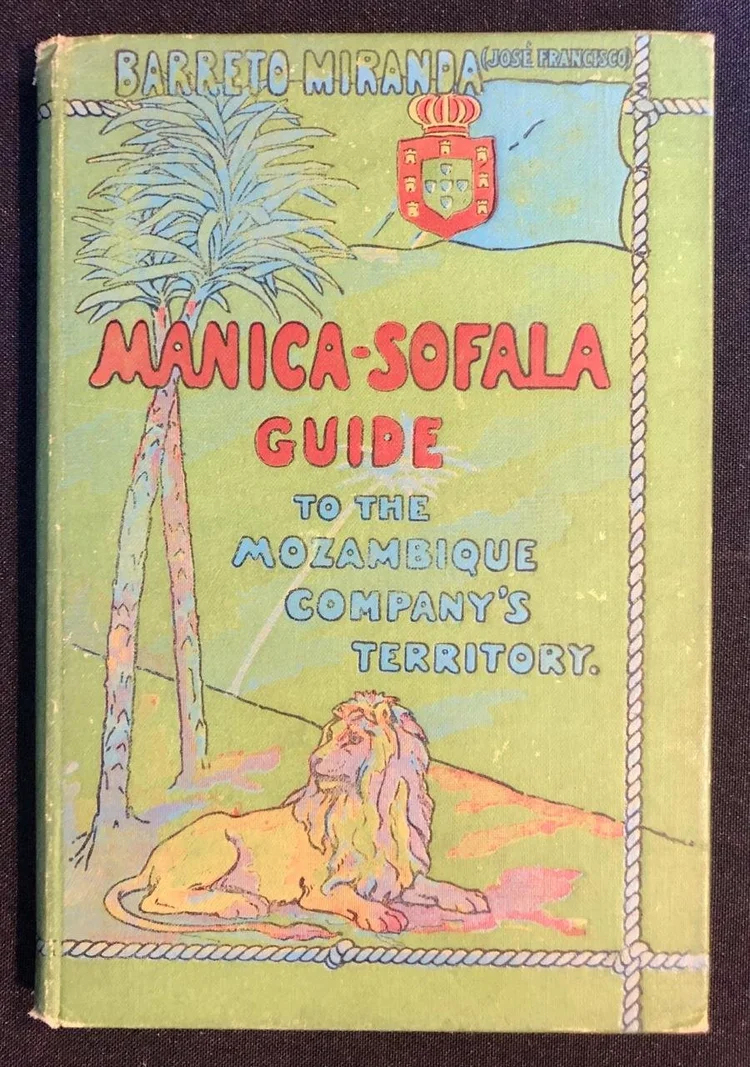 BARRETO MIRANDA (JOSÉ FRANCISCO)
MANICA-SOFALA
GUIDE
TO THE
MOZAMBIQUE
COMPANY'S
TERRITORY.